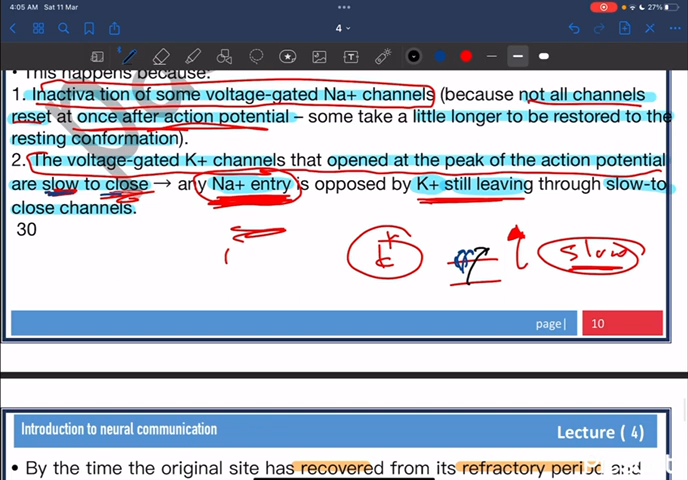 4:05 AM Sat 11 Mar
27%
4
• This happens because:
1. Inactiva tion of some voltage-gated Na+ channels (because not all channels
reset at once after action potential – some take a little longer to be restored to the
resting conformation).
2. The voltage-gated K+ channels that opened at the peak of the action potential
are slow to close → any Na+ entry is opposed by K+ still leaving through slow-to
close channels.
30
slow
page| 10
Introduction to neural communication Lecture ( 4 )
• By the time the original site has recovered from its refractory period and